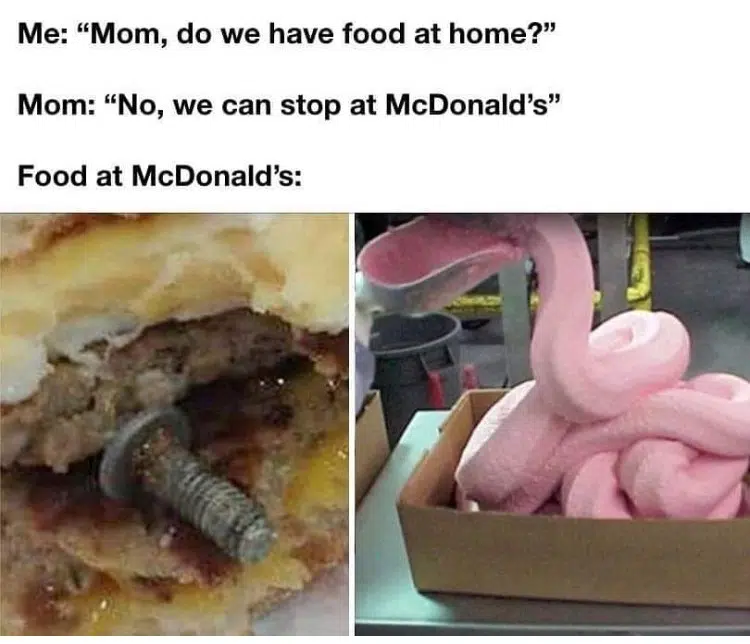 Me: “Mom, do we have food at home?”
Mom: “No, we can stop at McDonald’s”
Food at McDonald’s: